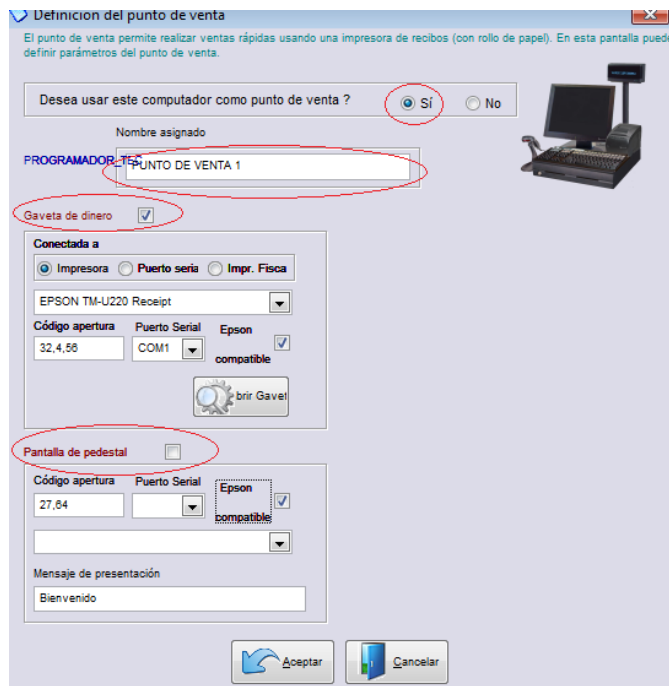 Definición del punto de venta
El punto de venta permite realizar ventas rápidas usando una impresora de recibos (con rollo de papel). En esta pantalla puede
definir parámetros del punto de venta.
Desea usar este computador como punto de venta ? Sí No
Nombre asignado
PROGRAMADOR_TEC PUNTO DE VENTA 1
Gaveta de dinero
Conectada a
Impresora Puerto seria Impr. Fisca
EPSON TM-U220 Receipt
Código apertura Puerto Serial Epson
32,4,56 COM1 compatible
brir Gavet
Pantalla de pedestal
Código apertura Puerto Serial Epson
27,64 compatible
Mensaje de presentación
Bienvenido
Aceptar Cancelar